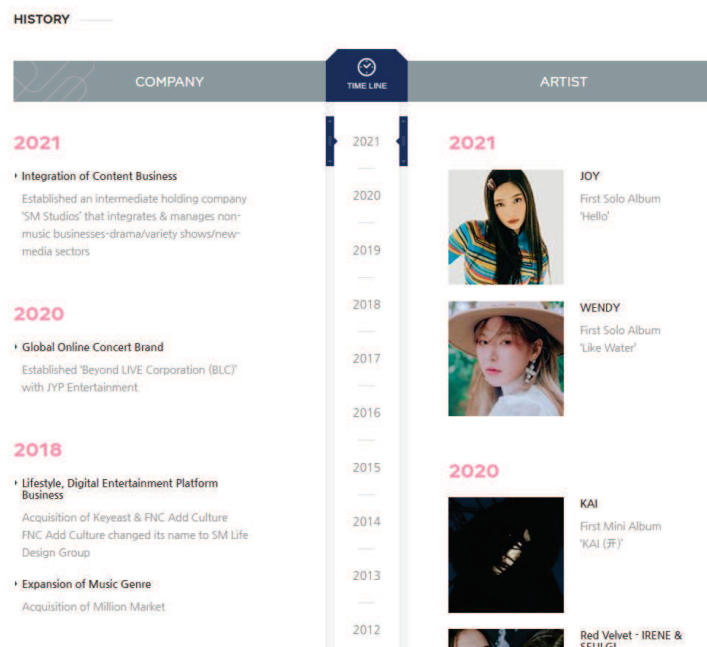 HISTORY
COMPANY
TIME LINE
ARTIST
2021
Integration of Content Business
Established an intermediate holding company
'SM Studios' that integrates & manages non-
music businesses-drama/variety shows/new-
media sectors
2020
Global Online Concert Brand
Established 'Beyond LIVE Corporation (BLC)'
with JYP Entertainment
2018
Lifestyle, Digital Entertainment Platform
Business
Acquisition of Keyeast & FNC Add Culture
FNC Add Culture changed its name to SM Life
Design Group
Expansion of Music Genre
Acquisition of Million Market
2021
2020
2019
2018
2017
2016
2015
2014
2013
2012
2021
JOY
First Solo Album
'Hello'
WENDY
First Solo Album
'Like Water'
2020
KAI
First Mini Album
'KAI (开)'
Red Velvet - IRENE &
SEULGI